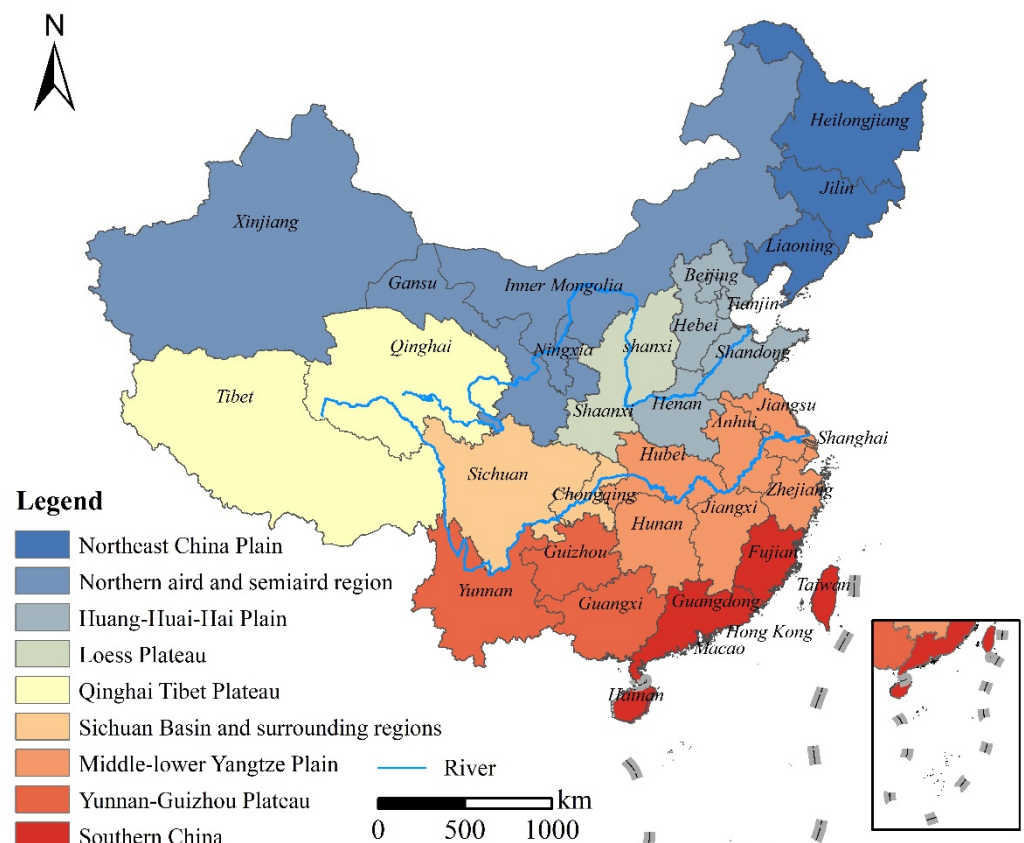 N
Heilongjiang
Jilin
Liaoning
Xinjiang
Gansu
Inner Mongolia
Beijing
Tianjin
Hebei
Qinghai
Ningxia
shanxi
Shandong
Tibet
Shaanxi
Henan
Jiangsu
Anhui
Shanghai
Sichuan
Hubei
Chongqing
Zhejiang
Hunan
Jiangxi
Guizhou
Fujian
Yunnan
Guangxi
Guangdong
Taiwan
Hong Kong
Macao
Hainan
Legend
Northeast China Plain
Northern aird and semiaird region
Huang-Huai-Hai Plain
Loess Plateau
Qinghai Tibet Plateau
Sichuan Basin and surrounding regions
Middle-lower Yangtze Plain
Yunnan-Guizhou Plateau
Southern China
River
km
0 500 1000